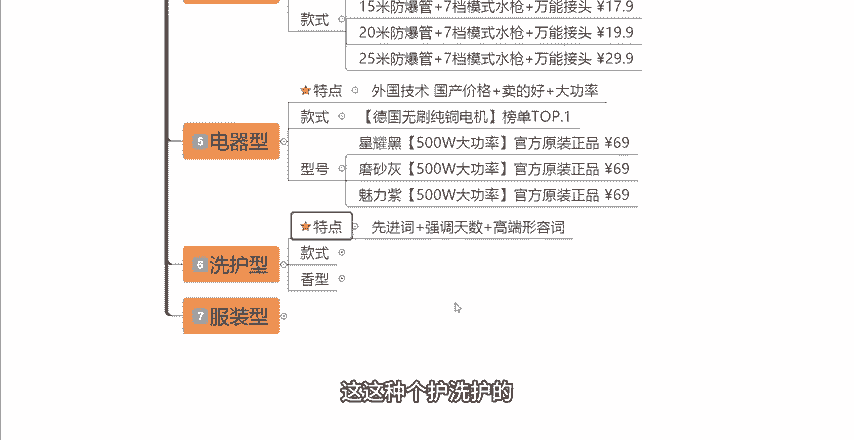 15米防爆管+7档模式水枪+万能接头 ¥17.9
款式
20米防爆管+7档模式水枪+万能接头 ¥19.9
25米防爆管+7档模式水枪+万能接头 ¥29.9
特点 外国技术 国产价格+卖的好+大功率
款式 【德国无刷纯铜电机】榜单TOP.1
5 电器型
星耀黑【500W大功率】官方原装正品 ¥69
型号 磨砂灰【500W大功率】官方原装正品 ¥69
魅力紫【500W大功率】官方原装正品 ¥69
特点 先进词+强调天数+高端形容词
款式
6 洗护型
香型
7 服装型
这这种个护洗护的